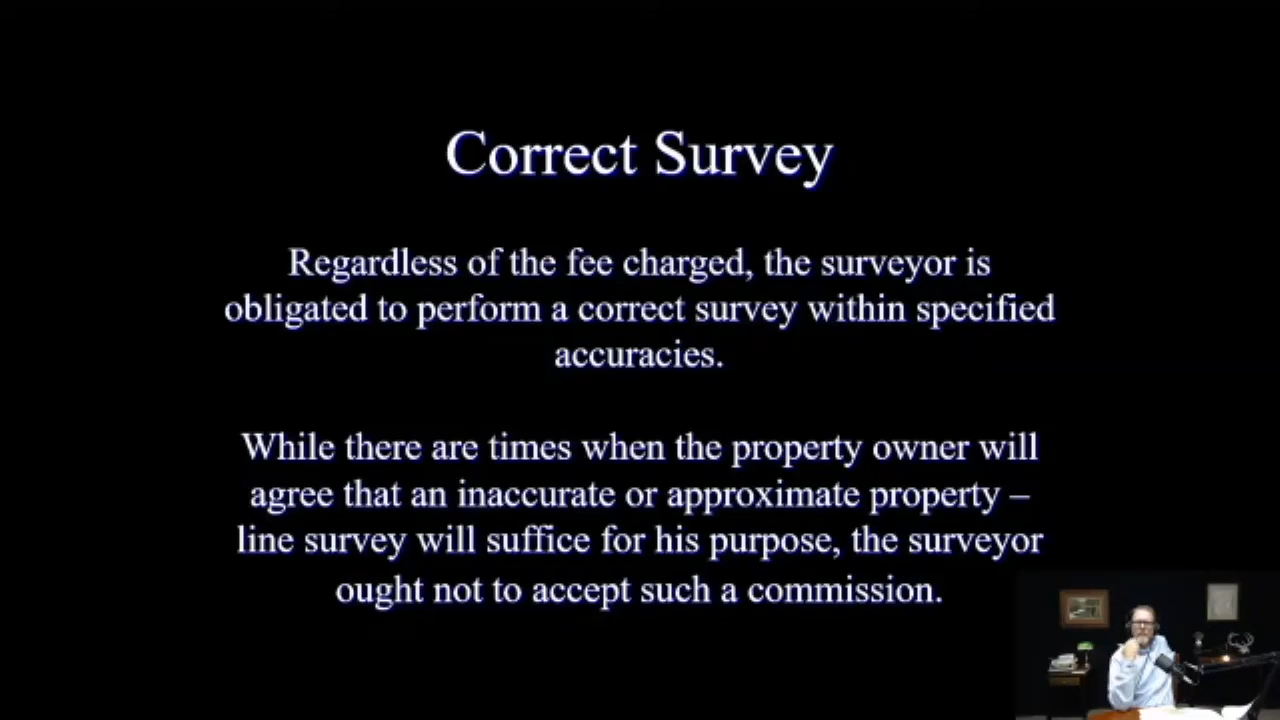 Correct Survey
Regardless of the fee charged, the surveyor is
obligated to perform a correct survey within specified
accuracies.
While there are times when the property owner will
agree that an inaccurate or approximate property –
line survey will suffice for his purpose, the surveyor
ought not to accept such a commission.